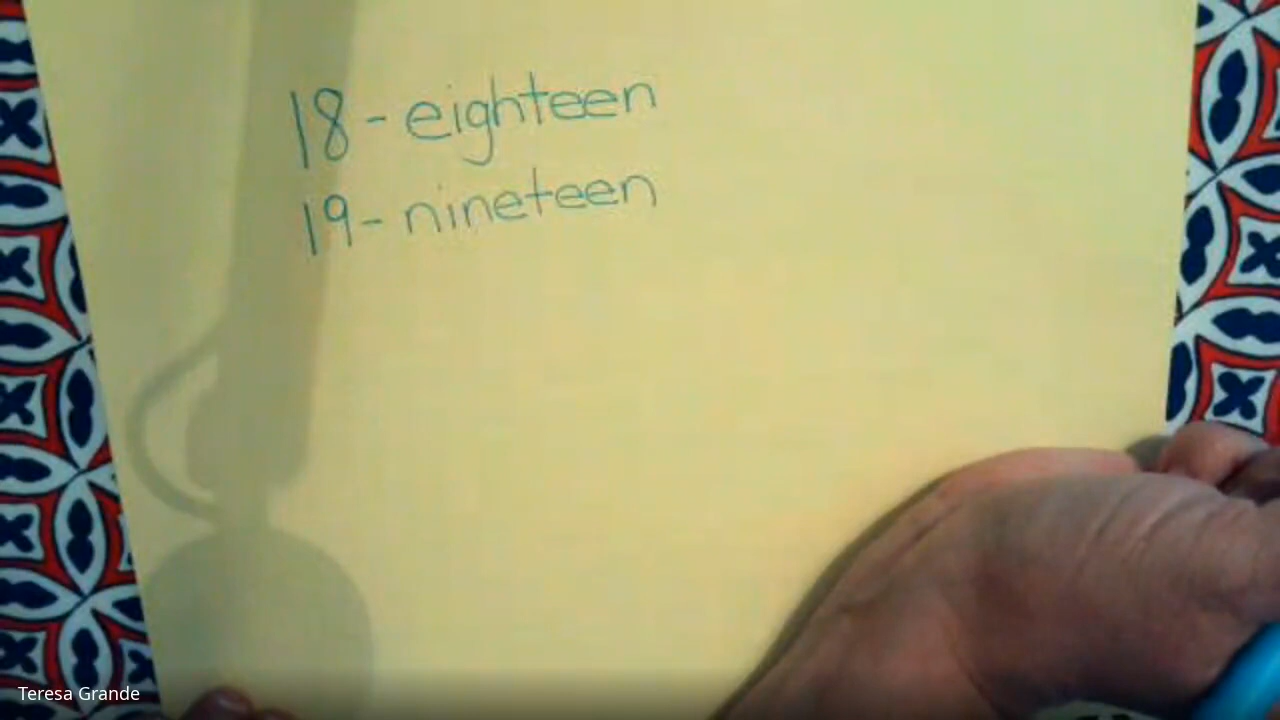 18 - eighteen
19 - nineteen
Teresa Grande